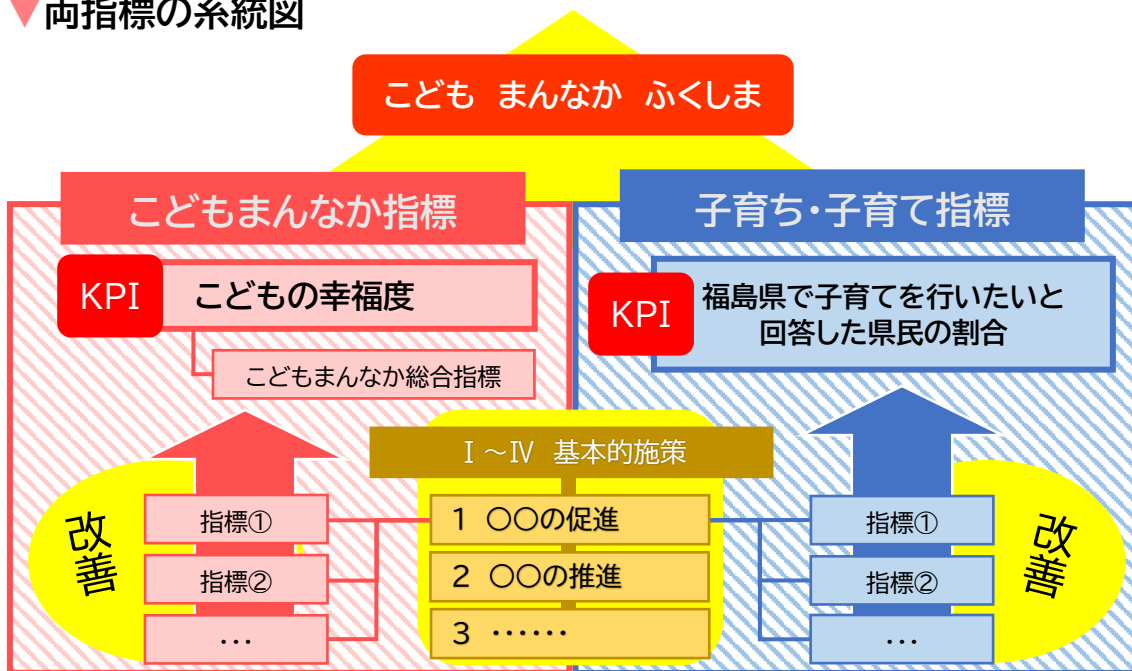 ▼両指標の系統図
こども まんなか ふくしま
こどもまんなか指標
KPI
こどもの幸福度
こどもまんなか総合指標
子育ち・子育て指標
KPI
福島県で子育てを行いたいと
回答した県民の割合
Ⅰ～Ⅳ 基本的施策
1 〇〇の促進
2 〇〇の推進
3 ……
改善
指標①
指標②
…
指標①
指標②
…
改善